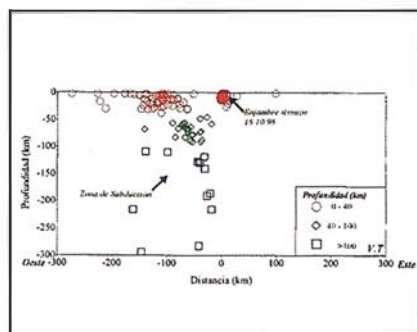 0
-50
-100
-150
-200
-250
-300
Profundidad (km)
Enjambre sísmico
15 10 98
Zona de Subducción
Profundidad (km)
0 - 40
40 - 100
>100
V.T
Oeste -300 -200 -100 0 100 200 300 Este
Distancia (km)